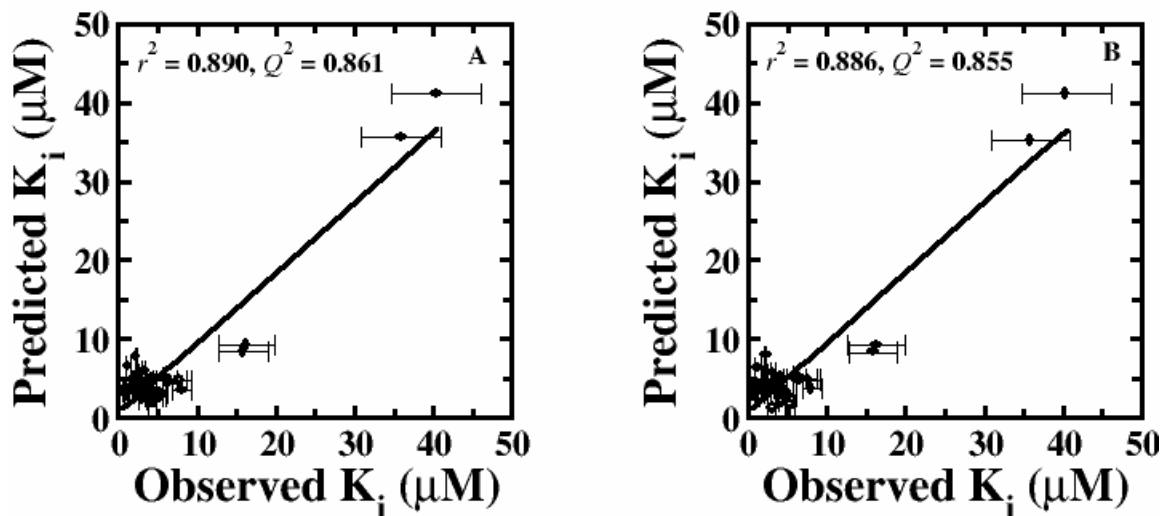 r² = 0.890, Q² = 0.861
A
Predicted Kᵢ (μM)
50
40
30
20
10
0
0 10 20 30 40 50
Observed Kᵢ (μM)
r² = 0.886, Q² = 0.855
B
Predicted Kᵢ (μM)
50
40
30
20
10
0
0 10 20 30 40 50
Observed Kᵢ (μM)